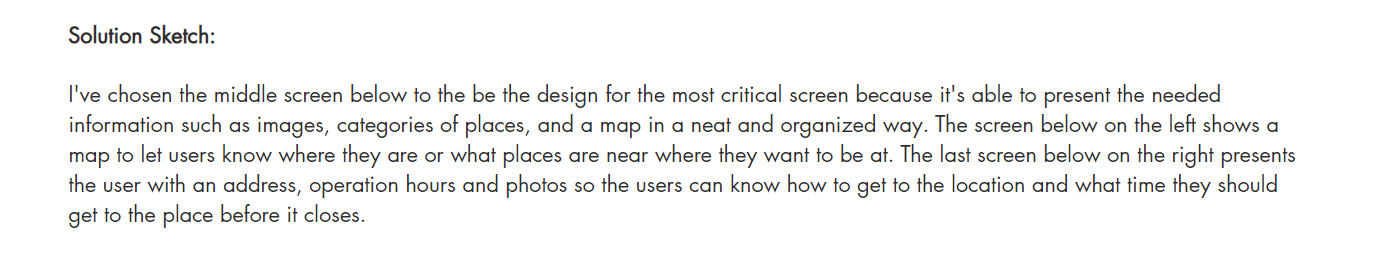 Solution Sketch:
I've chosen the middle screen below to the be the design for the most critical screen because it's able to present the needed
information such as images, categories of places, and a map in a neat and organized way. The screen below on the left shows a
map to let users know where they are or what places are near where they want to be at. The last screen below on the right presents
the user with an address, operation hours and photos so the users can know how to get to the location and what time they should
get to the place before it closes.